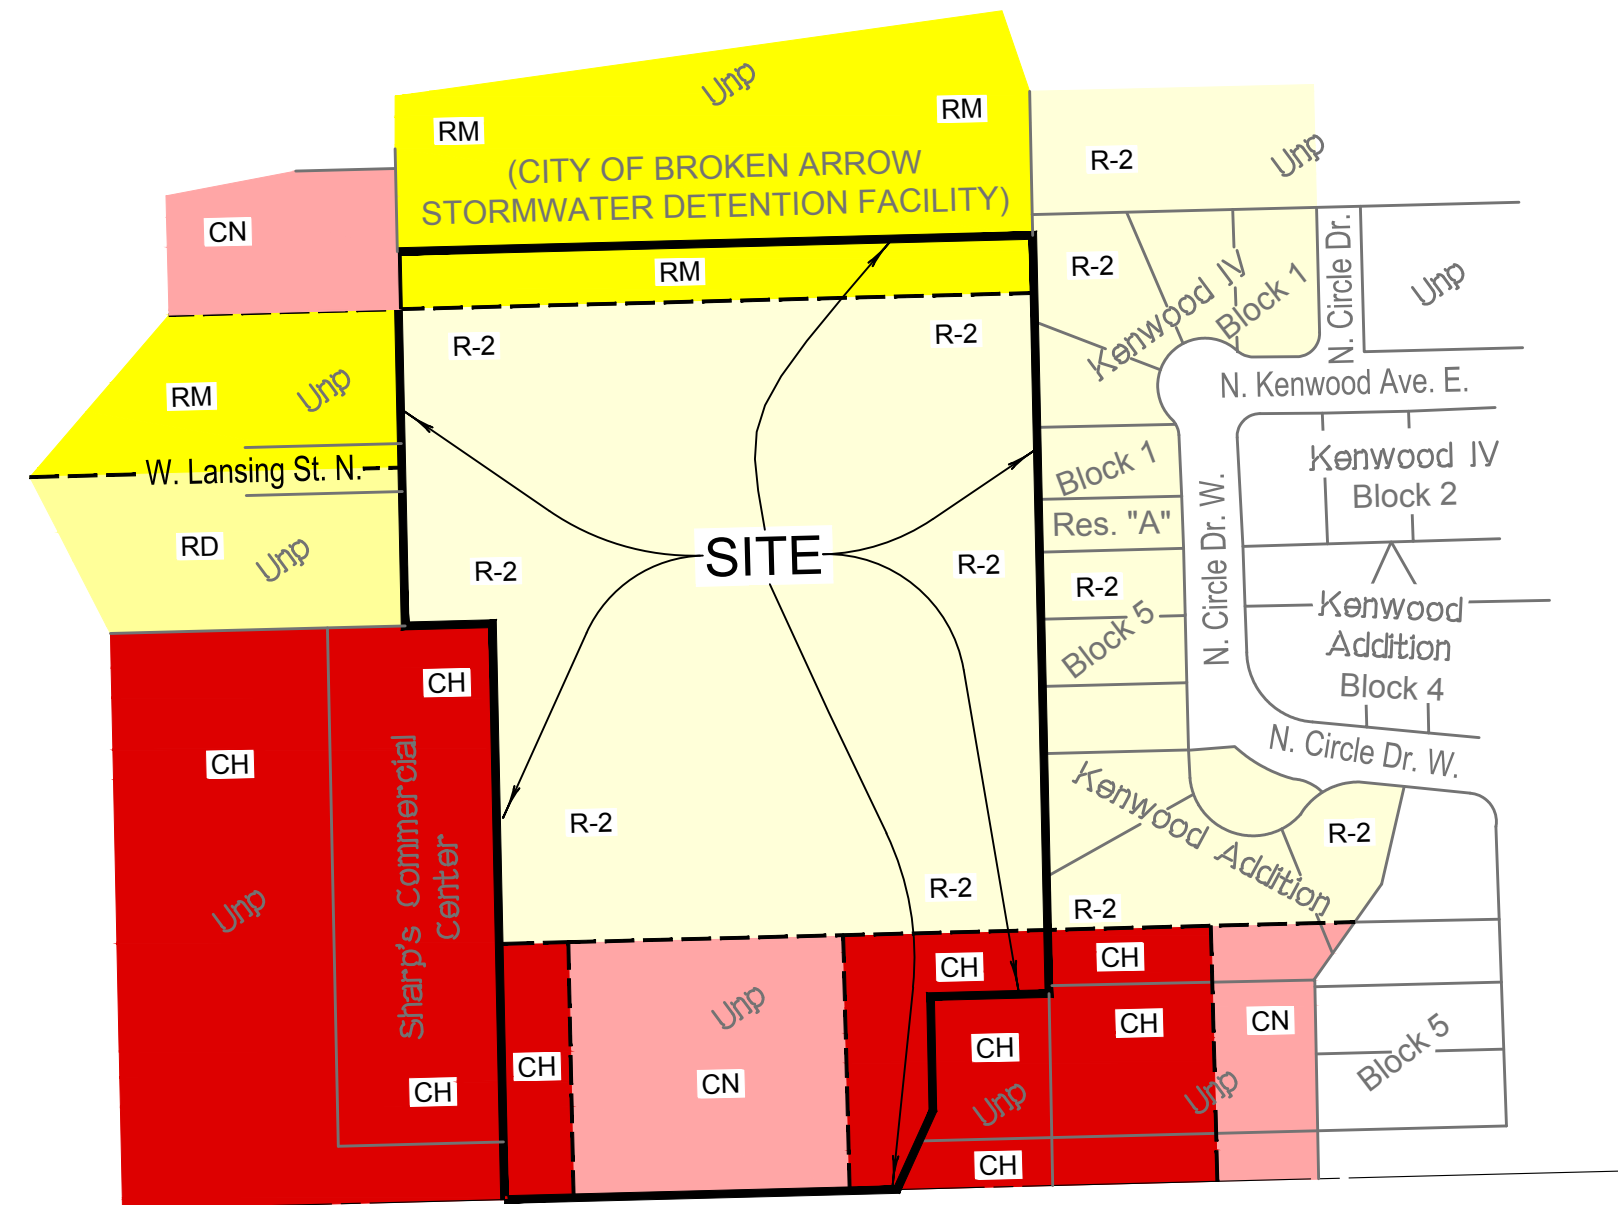 Unp
RM
RM
(CITY OF BROKEN ARROW
STORMWATER DETENTION FACILITY)
R-2
Unp
CN
RM
R-2
Kenwood IV
Block 1
N. Circle Dr.
Unp
R-2
R-2
N. Kenwood Ave. E.
RM
Unp
W. Lansing St. N.
Block 1
Kenwood IV
Block 2
Res. "A"
RD
Unp
SITE
R-2
R-2
R-2
Block 5
N. Circle Dr. W.
Kenwood
Addition
Block 4
CH
CH
Sharp's Commercial
Center
N. Circle Dr. W.
Kenwood Addition
R-2
R-2
R-2
R-2
Unp
CH
CH
Unp
CN
CH
CH
CH
CN
Block 5
CH
CN
Unp
Unp
CH